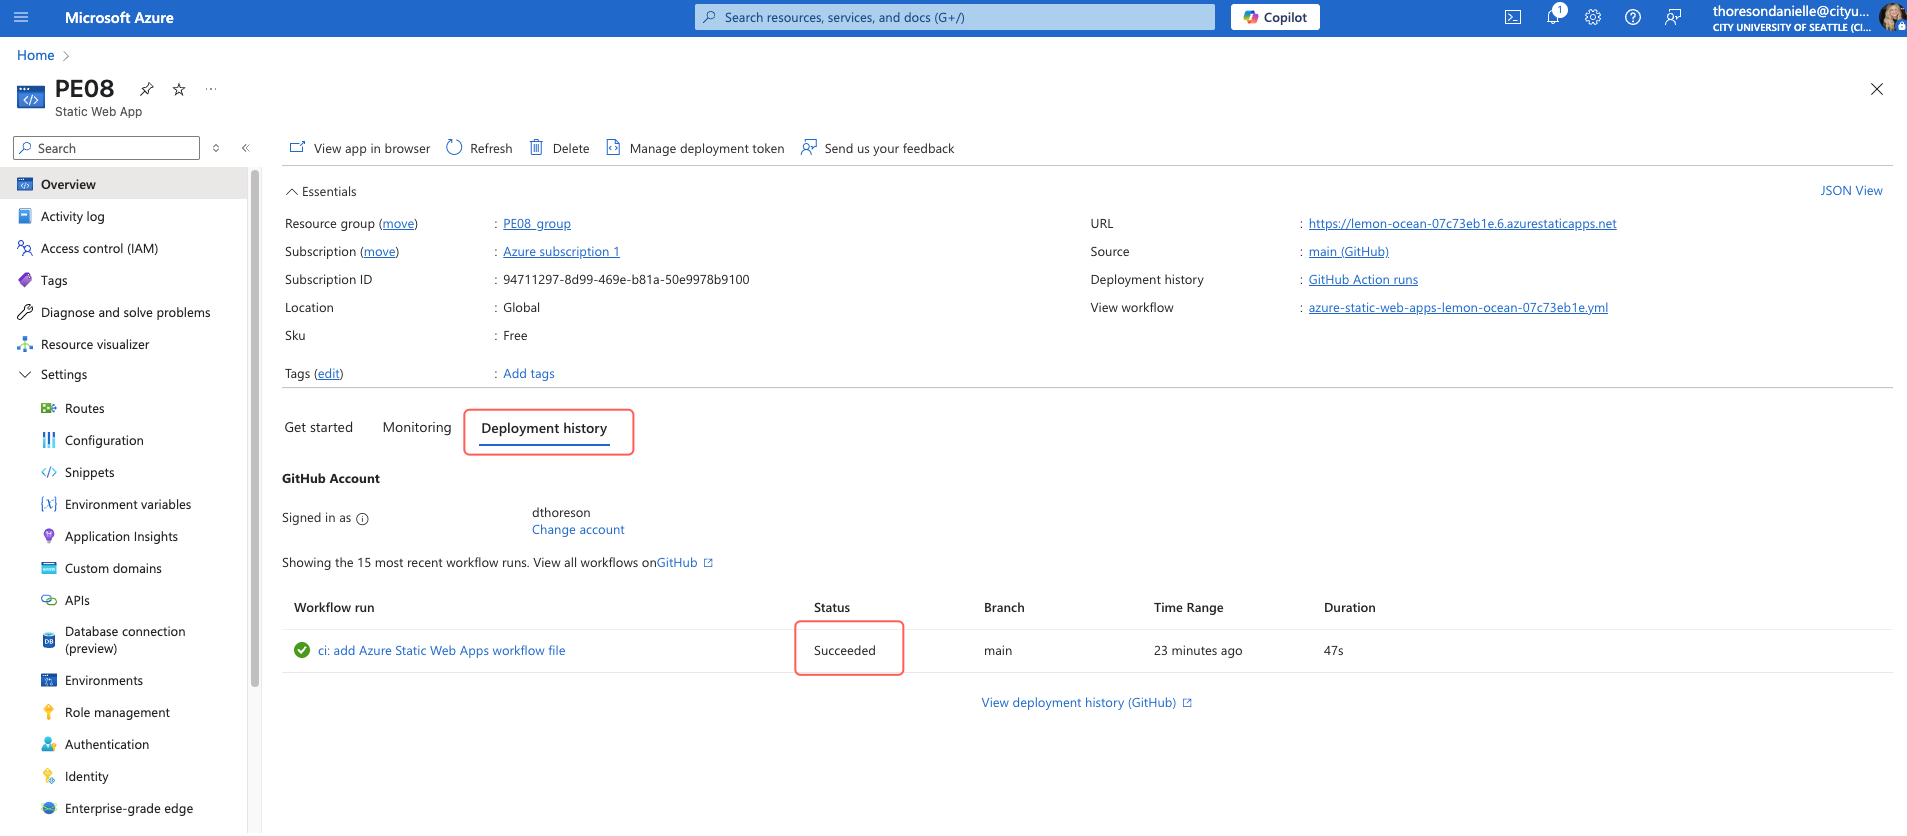 Microsoft Azure
Search resources, services, and docs (G+/)
Copilot
1
thoresondanielle@cityu...
CITY UNIVERSITY OF SEATTLE (CI...
Home
PE08
Static Web App
Search
View app in browser
Refresh
Delete
Manage deployment token
Send us your feedback
Overview
Activity log
Access control (IAM)
Tags
Diagnose and solve problems
Resource visualizer
Settings
Routes
Configuration
Snippets
Environment variables
Application Insights
Custom domains
APIs
Database connection
(preview)
Environments
Role management
Authentication
Identity
Enterprise-grade edge
Essentials
JSON View
Resource group (move) : PE08_group
Subscription (move) : Azure subscription 1
Subscription ID : 94711297-8d99-469e-b81a-50e9978b9100
Location : Global
Sku : Free
Tags (edit) : Add tags
URL : https://lemon-ocean-07c73eb1e.6.azurestaticapps.net
Source : main (GitHub)
Deployment history : GitHub Action runs
View workflow : azure-static-web-apps-lemon-ocean-07c73eb1e.yml
Get started
Monitoring
Deployment history
GitHub Account
Signed in as
dthoreson
Change account
Showing the 15 most recent workflow runs. View all workflows onGitHub
Workflow run Status Branch Time Range Duration
ci: add Azure Static Web Apps workflow file Succeeded main 23 minutes ago 47s
View deployment history (GitHub)